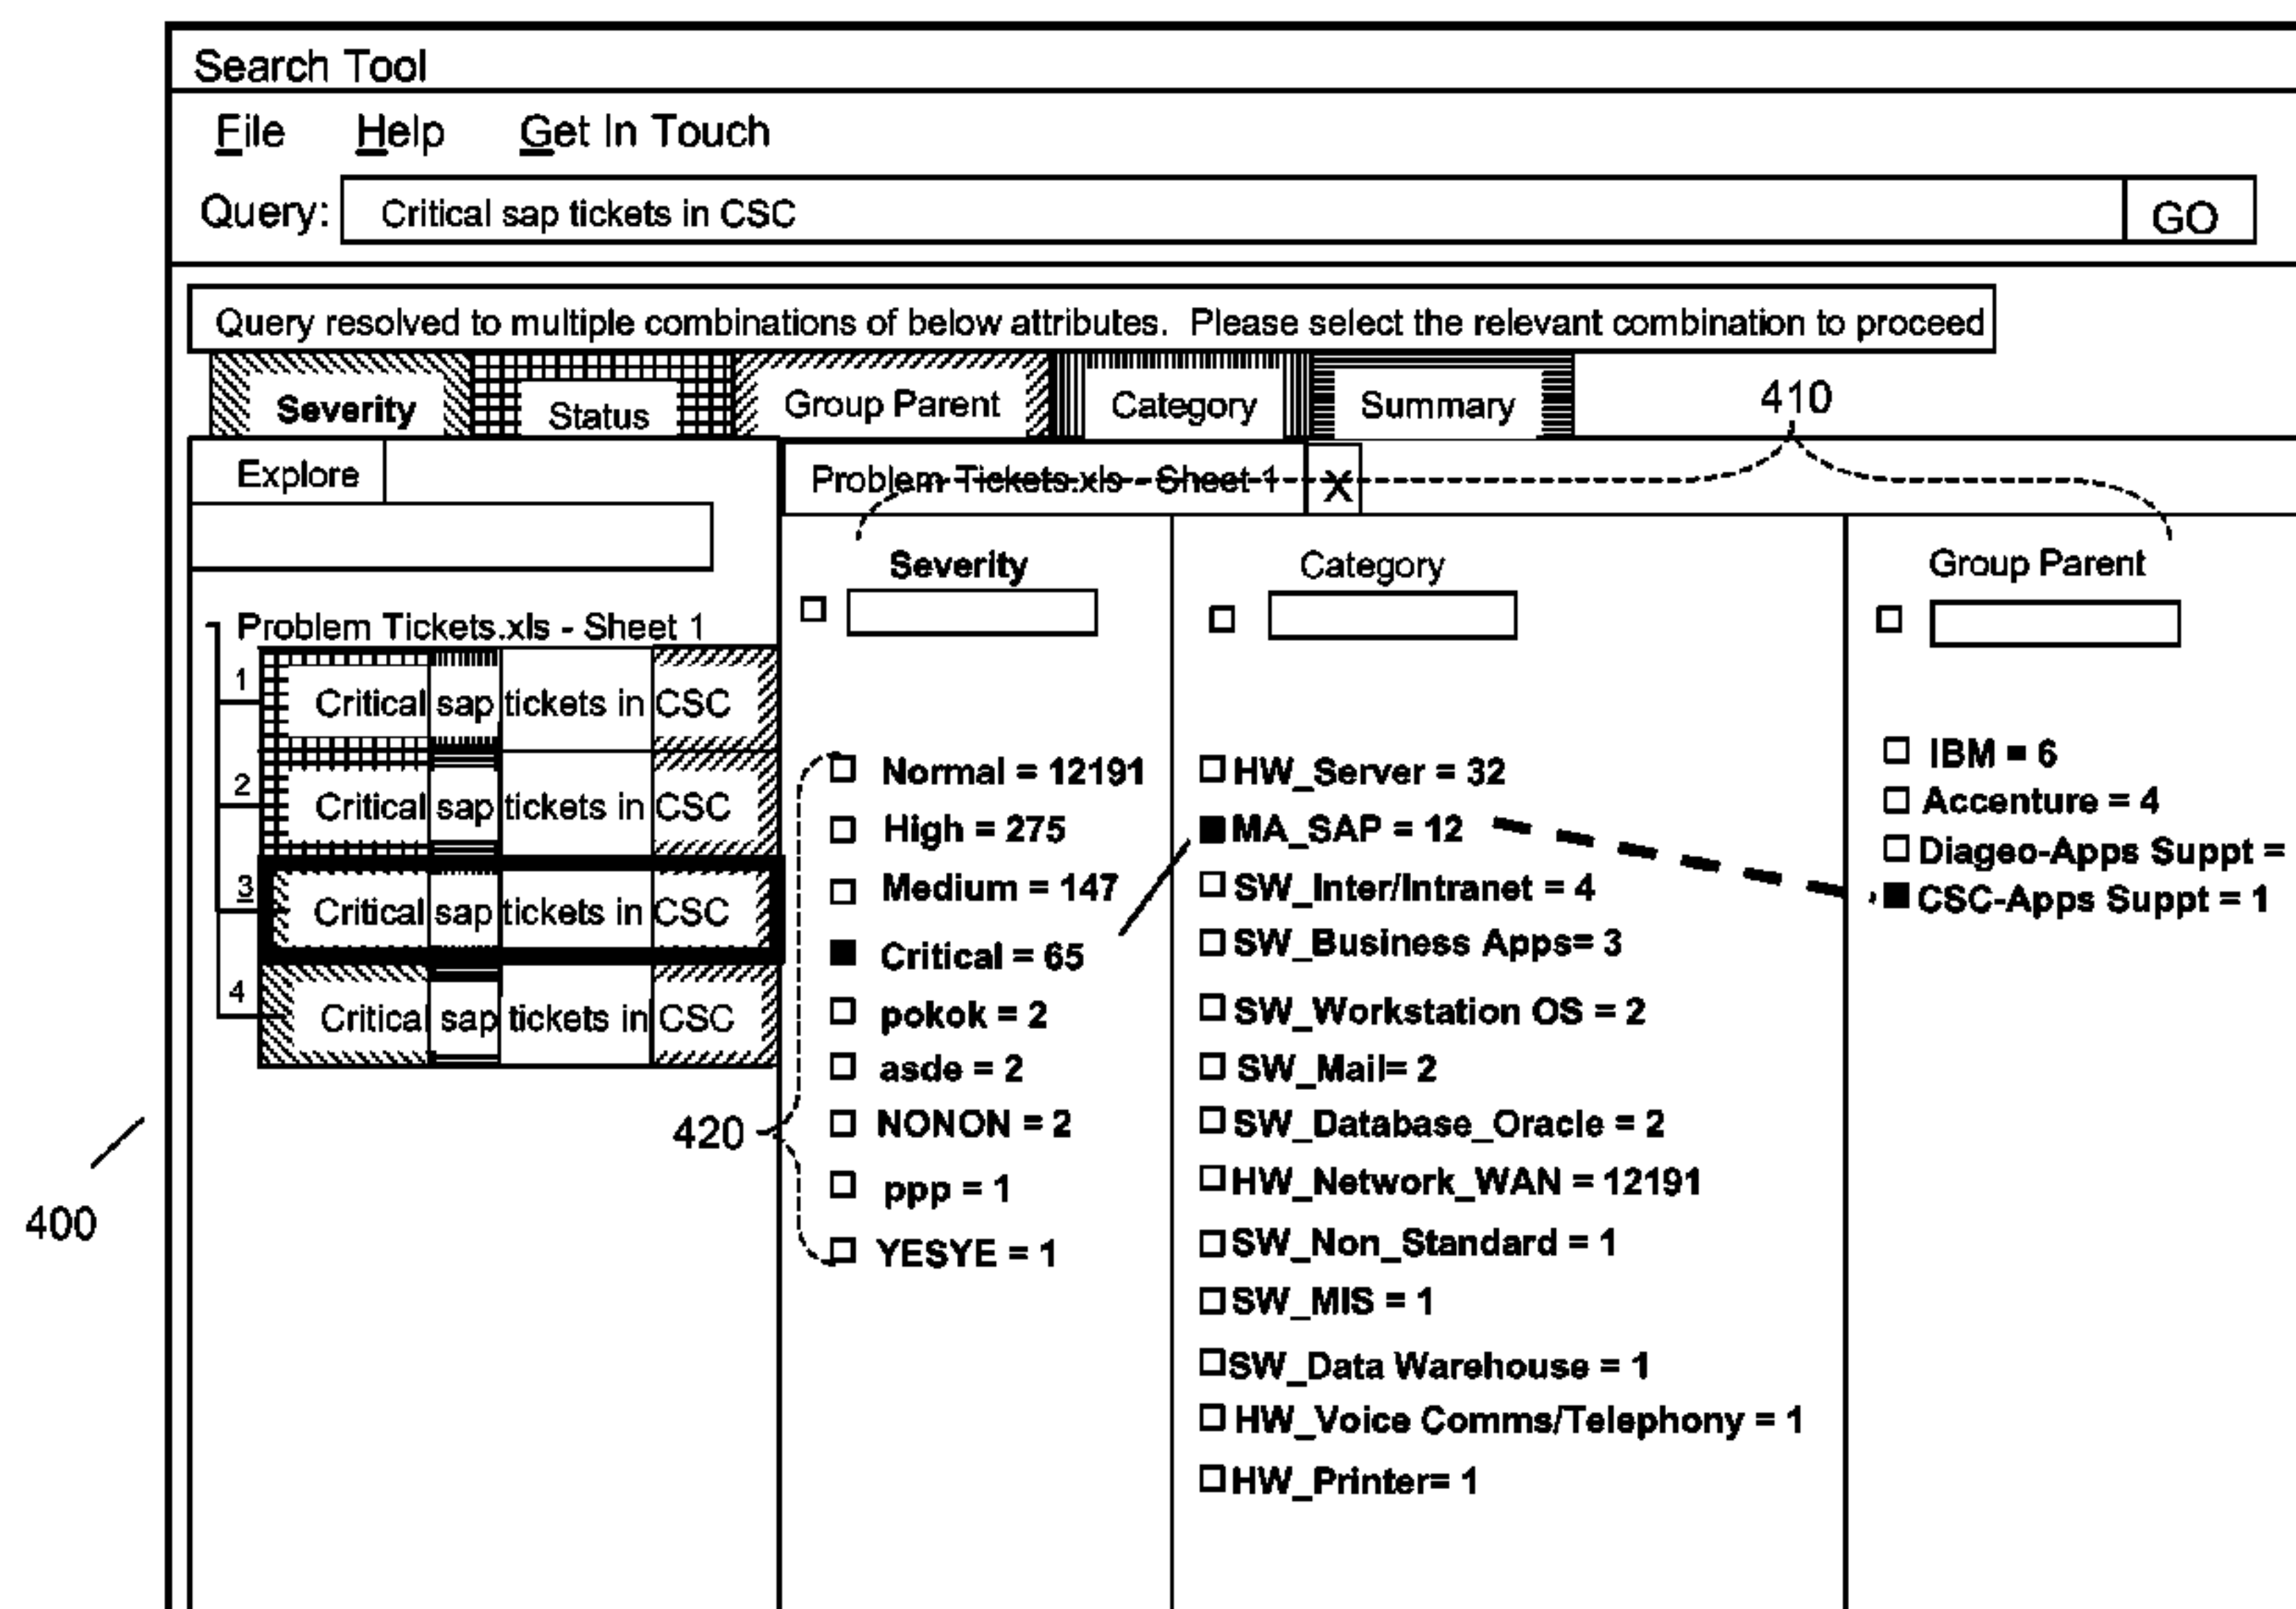 Search Tool
File Help Get In Touch
Query: Critical sap tickets in CSC GO
Query resolved to multiple combinations of below attributes. Please select the relevant combination to proceed
Severity Status Group Parent Category Summary 410
Explore
Problem Tickets.xls - Sheet 1 X
Severity Category Group Parent
Problem Tickets.xls - Sheet 1
1 Critical sap tickets in CSC
2 Critical sap tickets in CSC
3 Critical sap tickets in CSC
4 Critical sap tickets in CSC
420
400
Normal = 12191
High = 275
Medium = 147
Critical = 65
pokok = 2
asde = 2
NONON = 2
ppp = 1
YESYE = 1
HW_Server = 32
MA_SAP = 12
SW_Inter/Intranet = 4
SW_Business Apps= 3
SW_Workstation OS = 2
SW_Mail= 2
SW_Database_Oracle = 2
HW_Network_WAN = 12191
SW_Non_Standard = 1
SW_MIS = 1
SW_Data Warehouse = 1
HW_Voice Comms/Telephony = 1
HW_Printer= 1
IBM = 6
Accenture = 4
Diageo-Apps Suppt =
CSC-Apps Suppt = 1